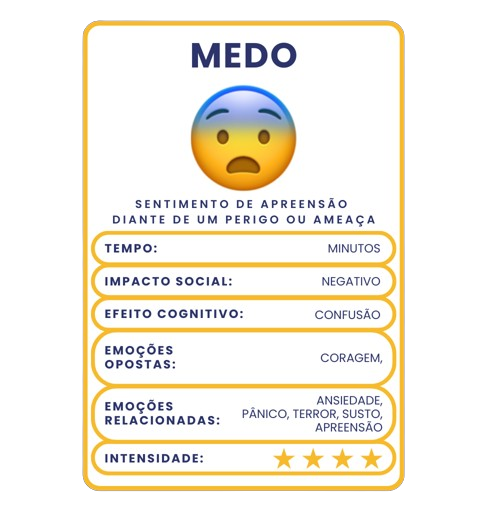 MEDO
SENTIMENTO DE APREENSÃO
DIANTE DE UM PERIGO OU AMEAÇA
TEMPO: MINUTOS
IMPACTO SOCIAL: NEGATIVO
EFEITO COGNITIVO: CONFUSÃO
EMOÇÕES
OPOSTAS:
CORAGEM,
EMOÇÕES
RELACIONADAS:
ANSIEDADE,
PÂNICO, TERROR, SUSTO,
APREENSÃO
INTENSIDADE: